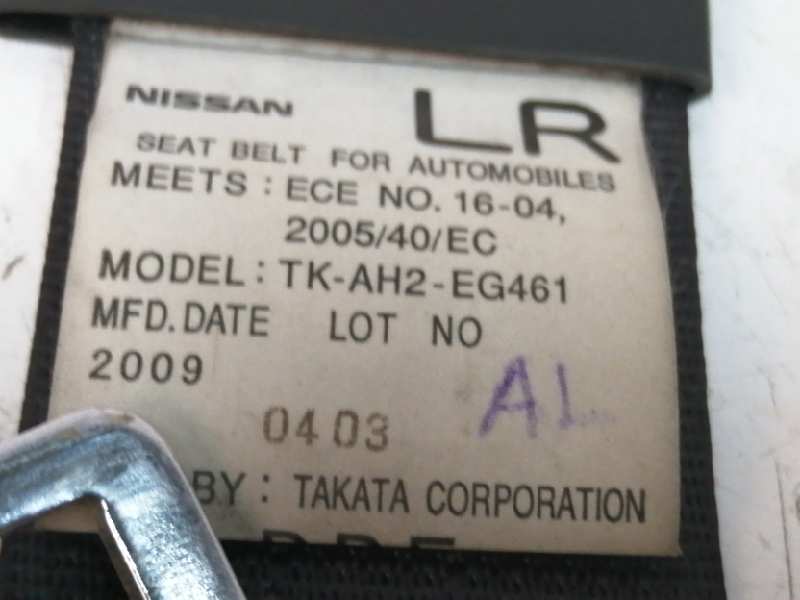 NISSAN LR
SEAT BELT FOR AUTOMOBILES
MEETS : ECE NO. 16-04,
2005/40/EC
MODEL : TK-AH2-EG461
MFD. DATE LOT NO
2009
AL
0403
BY : TAKATA CORPORATION